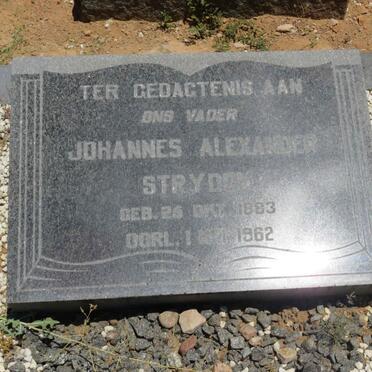 TER GEDAGTENIS AAN
ONS VADER
JOHANNES ALEXANDER
STRYDOM
GEB. 26 OKT. 1883
OORL. 1 1962